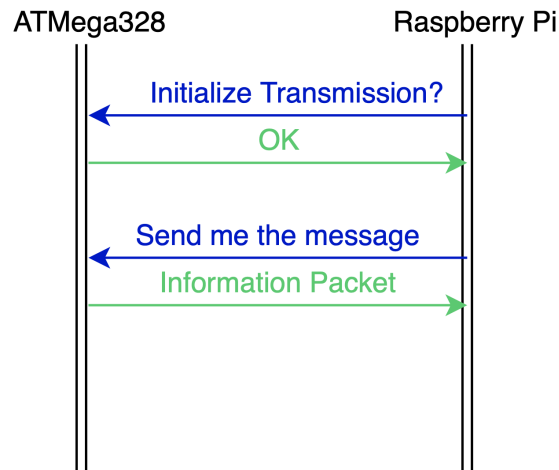 ATMega328
Raspberry Pi
Initialize Transmission?
OK
Send me the message
Information Packet